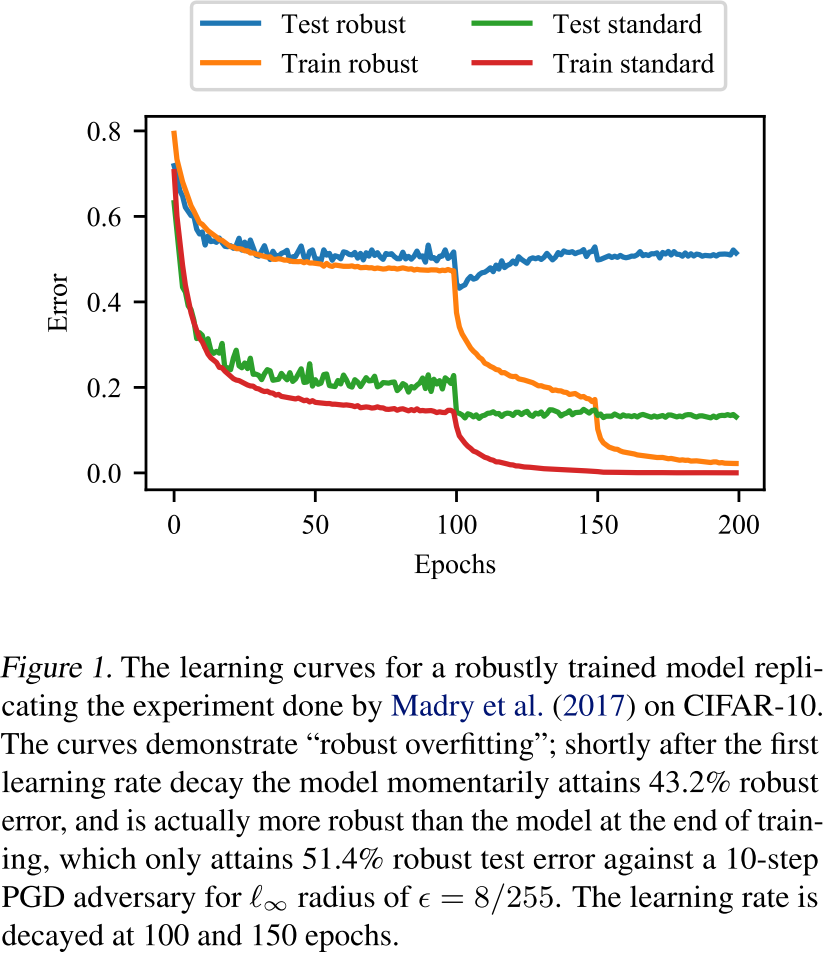 Test robust
Test standard
Train robust
Train standard
0.8
0.6
0.4
0.2
0.0
Error
0 50 100 150 200
Epochs
Figure 1. The learning curves for a robustly trained model repli-
cating the experiment done by Madry et al. (2017) on CIFAR-10.
The curves demonstrate “robust overfitting”; shortly after the first
learning rate decay the model momentarily attains 43.2% robust
error, and is actually more robust than the model at the end of train-
ing, which only attains 51.4% robust test error against a 10-step
PGD adversary for ℓ∞ radius of ϵ = 8/255. The learning rate is
decayed at 100 and 150 epochs.